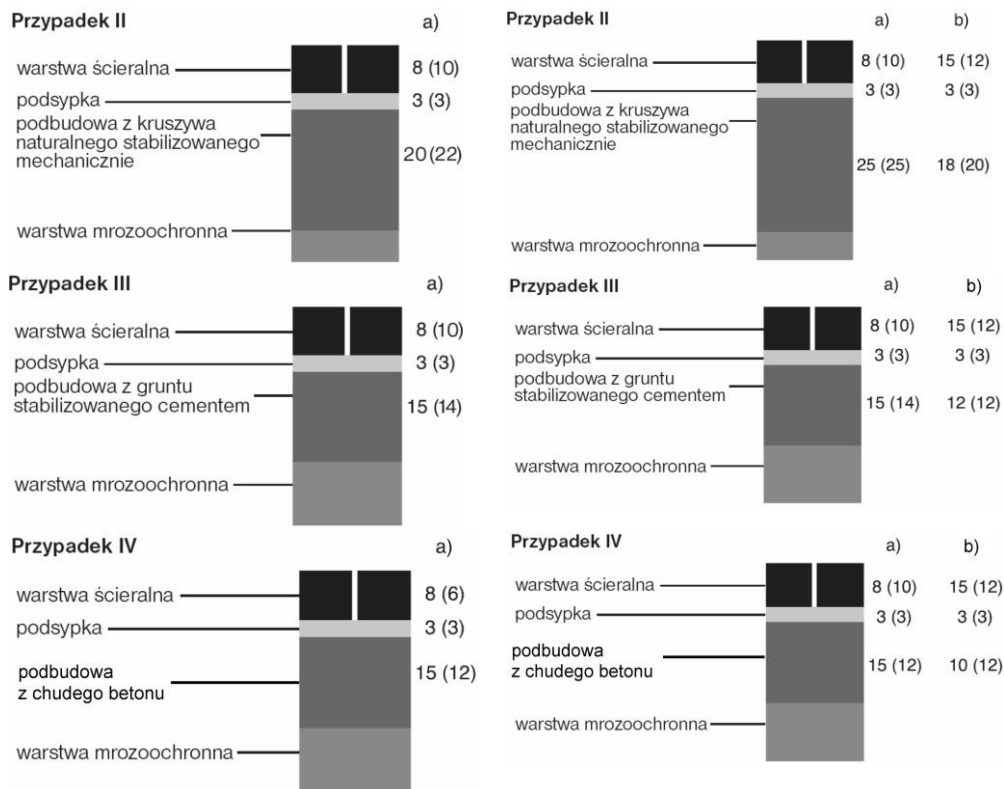 Przypadek II a)
warstwa ścieralna 8 (10)
podsypka 3 (3)
podbudowa z kruszywa
naturalnego stabilizowanego
mechanicznie 20 (22)
warstwa mrozoochronna
Przypadek III a)
warstwa ścieralna 8 (10)
podsypka 3 (3)
podbudowa z gruntu
stabilizowanego cementem 15 (14)
warstwa mrozoochronna
Przypadek IV a)
warstwa ścieralna 8 (6)
podsypka 3 (3)
podbudowa 15 (12)
z chudego betonu
warstwa mrozoochronna
Przypadek II a) b)
warstwa ścieralna 8 (10) 15 (12)
podsypka 3 (3) 3 (3)
podbudowa z kruszywa
naturalnego stabilizowanego
mechanicznie 25 (25) 18 (20)
warstwa mrozoochronna
Przypadek III a) b)
warstwa ścieralna 8 (10) 15 (12)
podsypka 3 (3) 3 (3)
podbudowa z gruntu
stabilizowanego cementem 15 (14) 12 (12)
warstwa mrozoochronna
Przypadek IV a) b)
warstwa ścieralna 8 (10) 15 (12)
podsypka 3 (3) 3 (3)
podbudowa
z chudego betonu 15 (12) 10 (12)
warstwa mrozoochronna